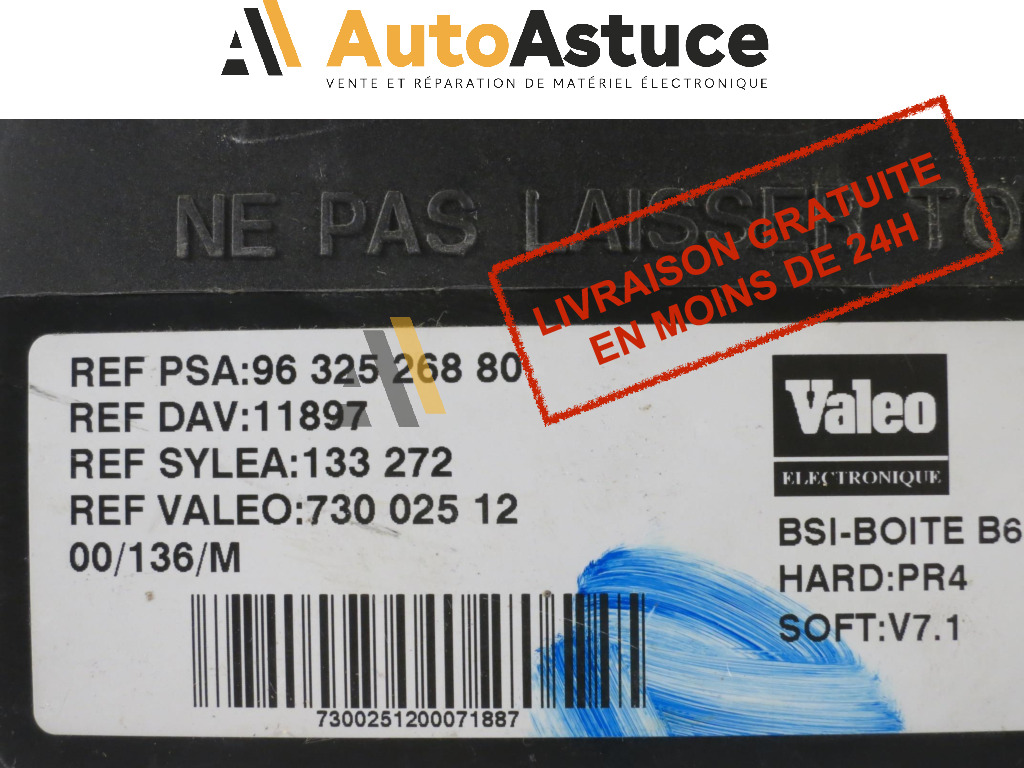 AutoAstuce
VENTE ET RÉPARATION DE MATÉRIEL ÉLECTRONIQUE
NE PAS LAISSER TO
LIVRAISON GRATUITE
EN MOINS DE 24H
REF PSA:96 325 268 80
REF DAV:11897
REF SYLEA:133 272
REF VALEO:730 025 12
00/136/M
7300251200071887
Valeo
ELECTRONIQUE
BSI-BOITE B6
HARD:PR4
SOFT:V7.1